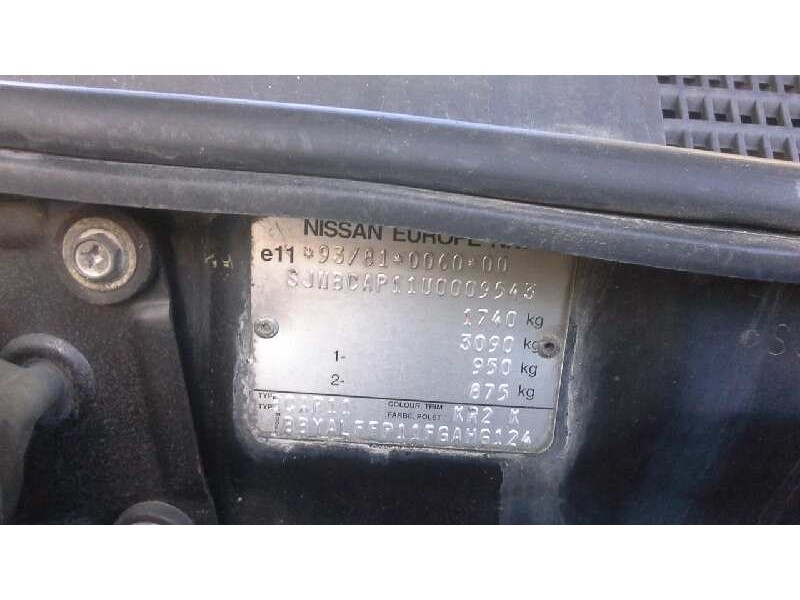 NISSAN EUROPE N.V.
e11*93/81*0060*00
SJNBCAP11U0009543
1740 kg
3090 kg
1- 950 kg
2- 875 kg
TYPE COLOUR, TRIM
TYP FARBE, POLST KR2 K